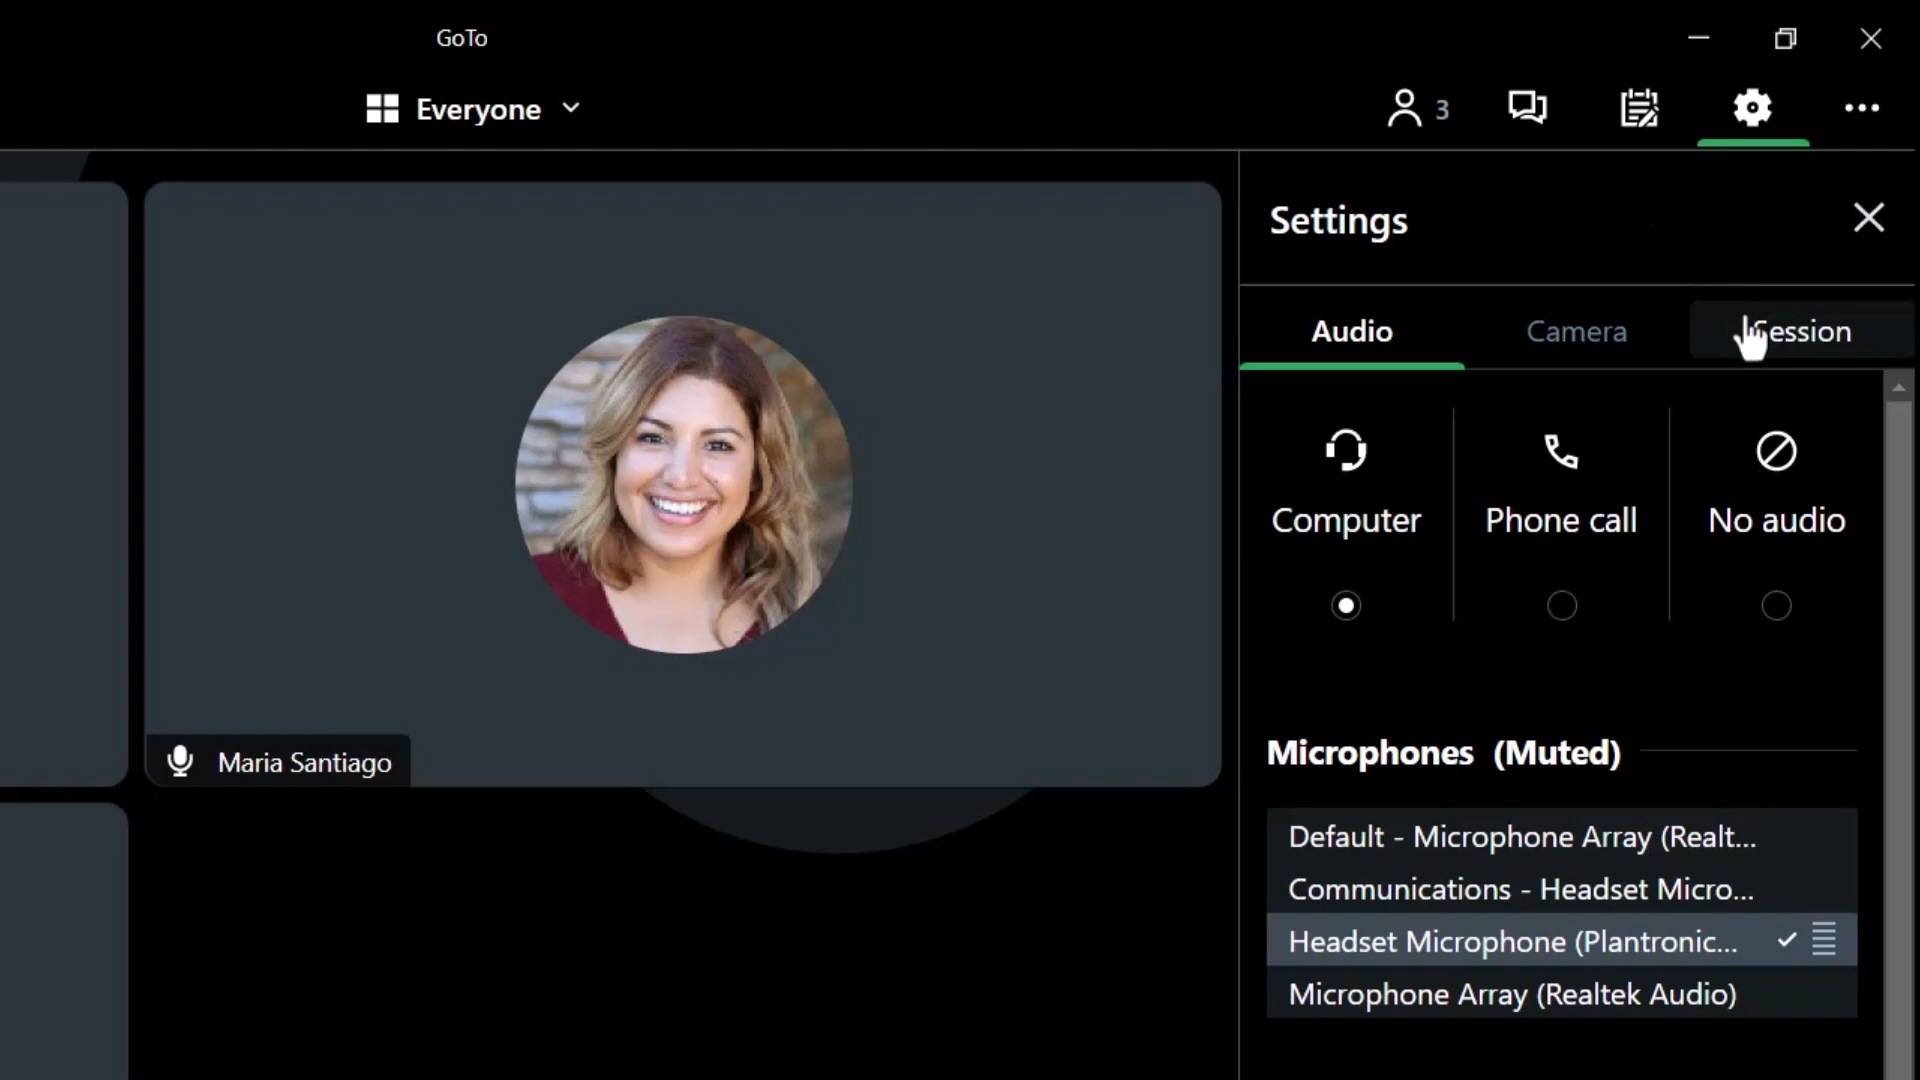 GoTo
Everyone
3
Settings
Audio Camera Session
Computer Phone call No audio
Maria Santiago
Microphones (Muted)
Default - Microphone Array (Realt...
Communications - Headset Micro...
Headset Microphone (Plantronic...
Microphone Array (Realtek Audio)